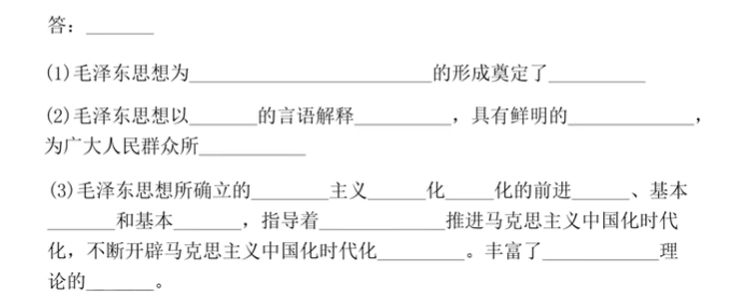 答：_______
(1)毛泽东思想为_________________________的形成奠定了__________
(2)毛泽东思想以_______的言语解释__________，具有鲜明的_____________，
为广大人民群众所___________
(3)毛泽东思想所确立的________主义______化_____化的前进______、基本
_______和基本_______，指导着_____________推进马克思主义中国化时代
化，不断开辟马克思主义中国化时代化_________。丰富了____________理
论的_______。